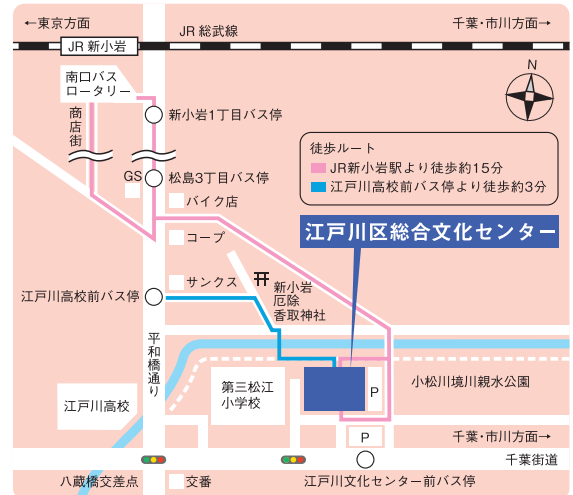 ←東京方面
JR 総武線
千葉・市川方面→
JR 新小岩
南口バス
ロータリー
N
商店街
新小岩1丁目バス停
徒歩ルート
JR新小岩駅より徒歩約15分
江戸川高校前バス停より徒歩約3分
GS
松島3丁目バス停
バイク店
江戸川区総合文化センター
コープ
サンクス
新小岩
厄除
香取神社
江戸川高校前バス停
平和橋通り
第三松江
小学校
P
小松川境川親水公園
江戸川高校
P
千葉・市川方面→
千葉街道
八蔵橋交差点
交番
江戸川文化センター前バス停